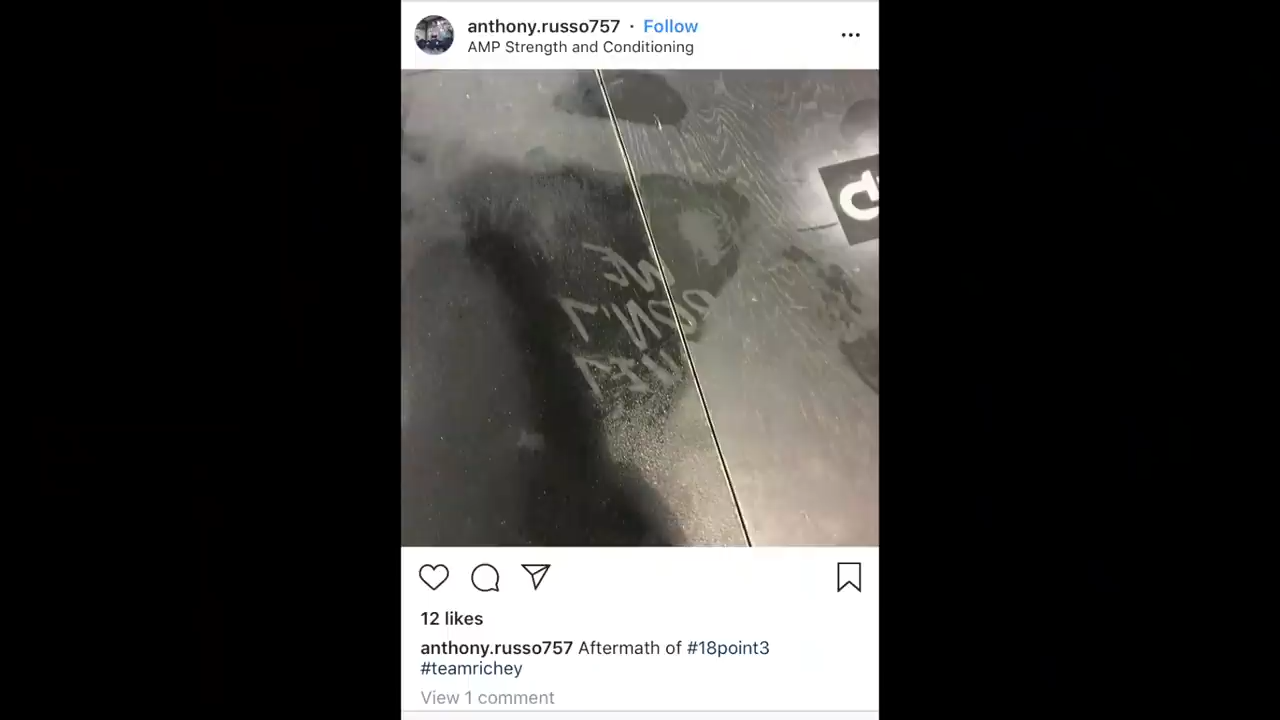 anthony.russo757 · Follow
AMP Strength and Conditioning
WE
DON'T
12 likes
anthony.russo757 Aftermath of #18point3
#teamrichey
View 1 comment